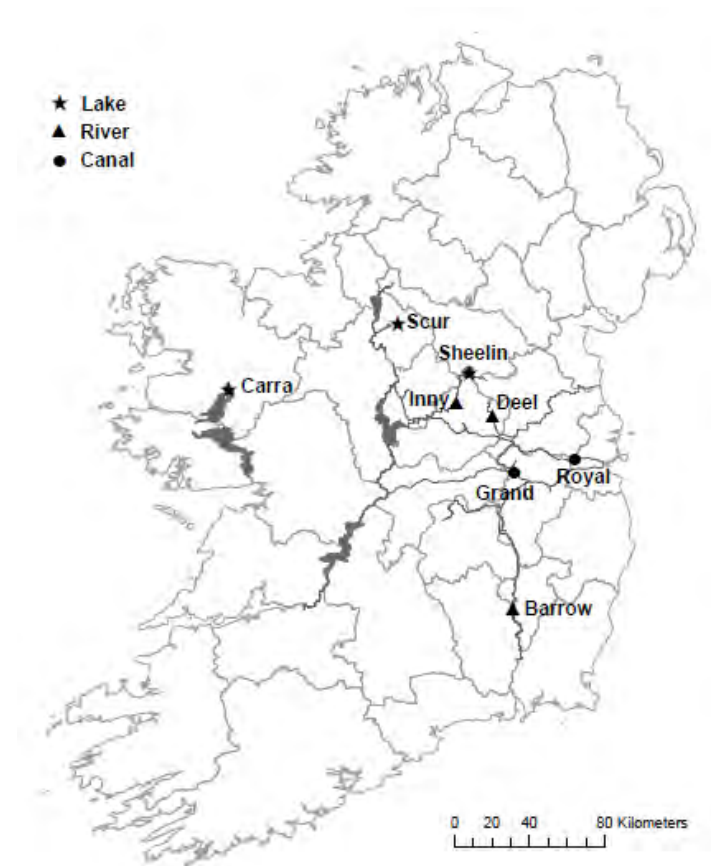 Lake
River
Canal
Scur
Sheelin
Carra
Inny
Deel
Royal
Grand
Barrow
0 20 40 80 Kilometers